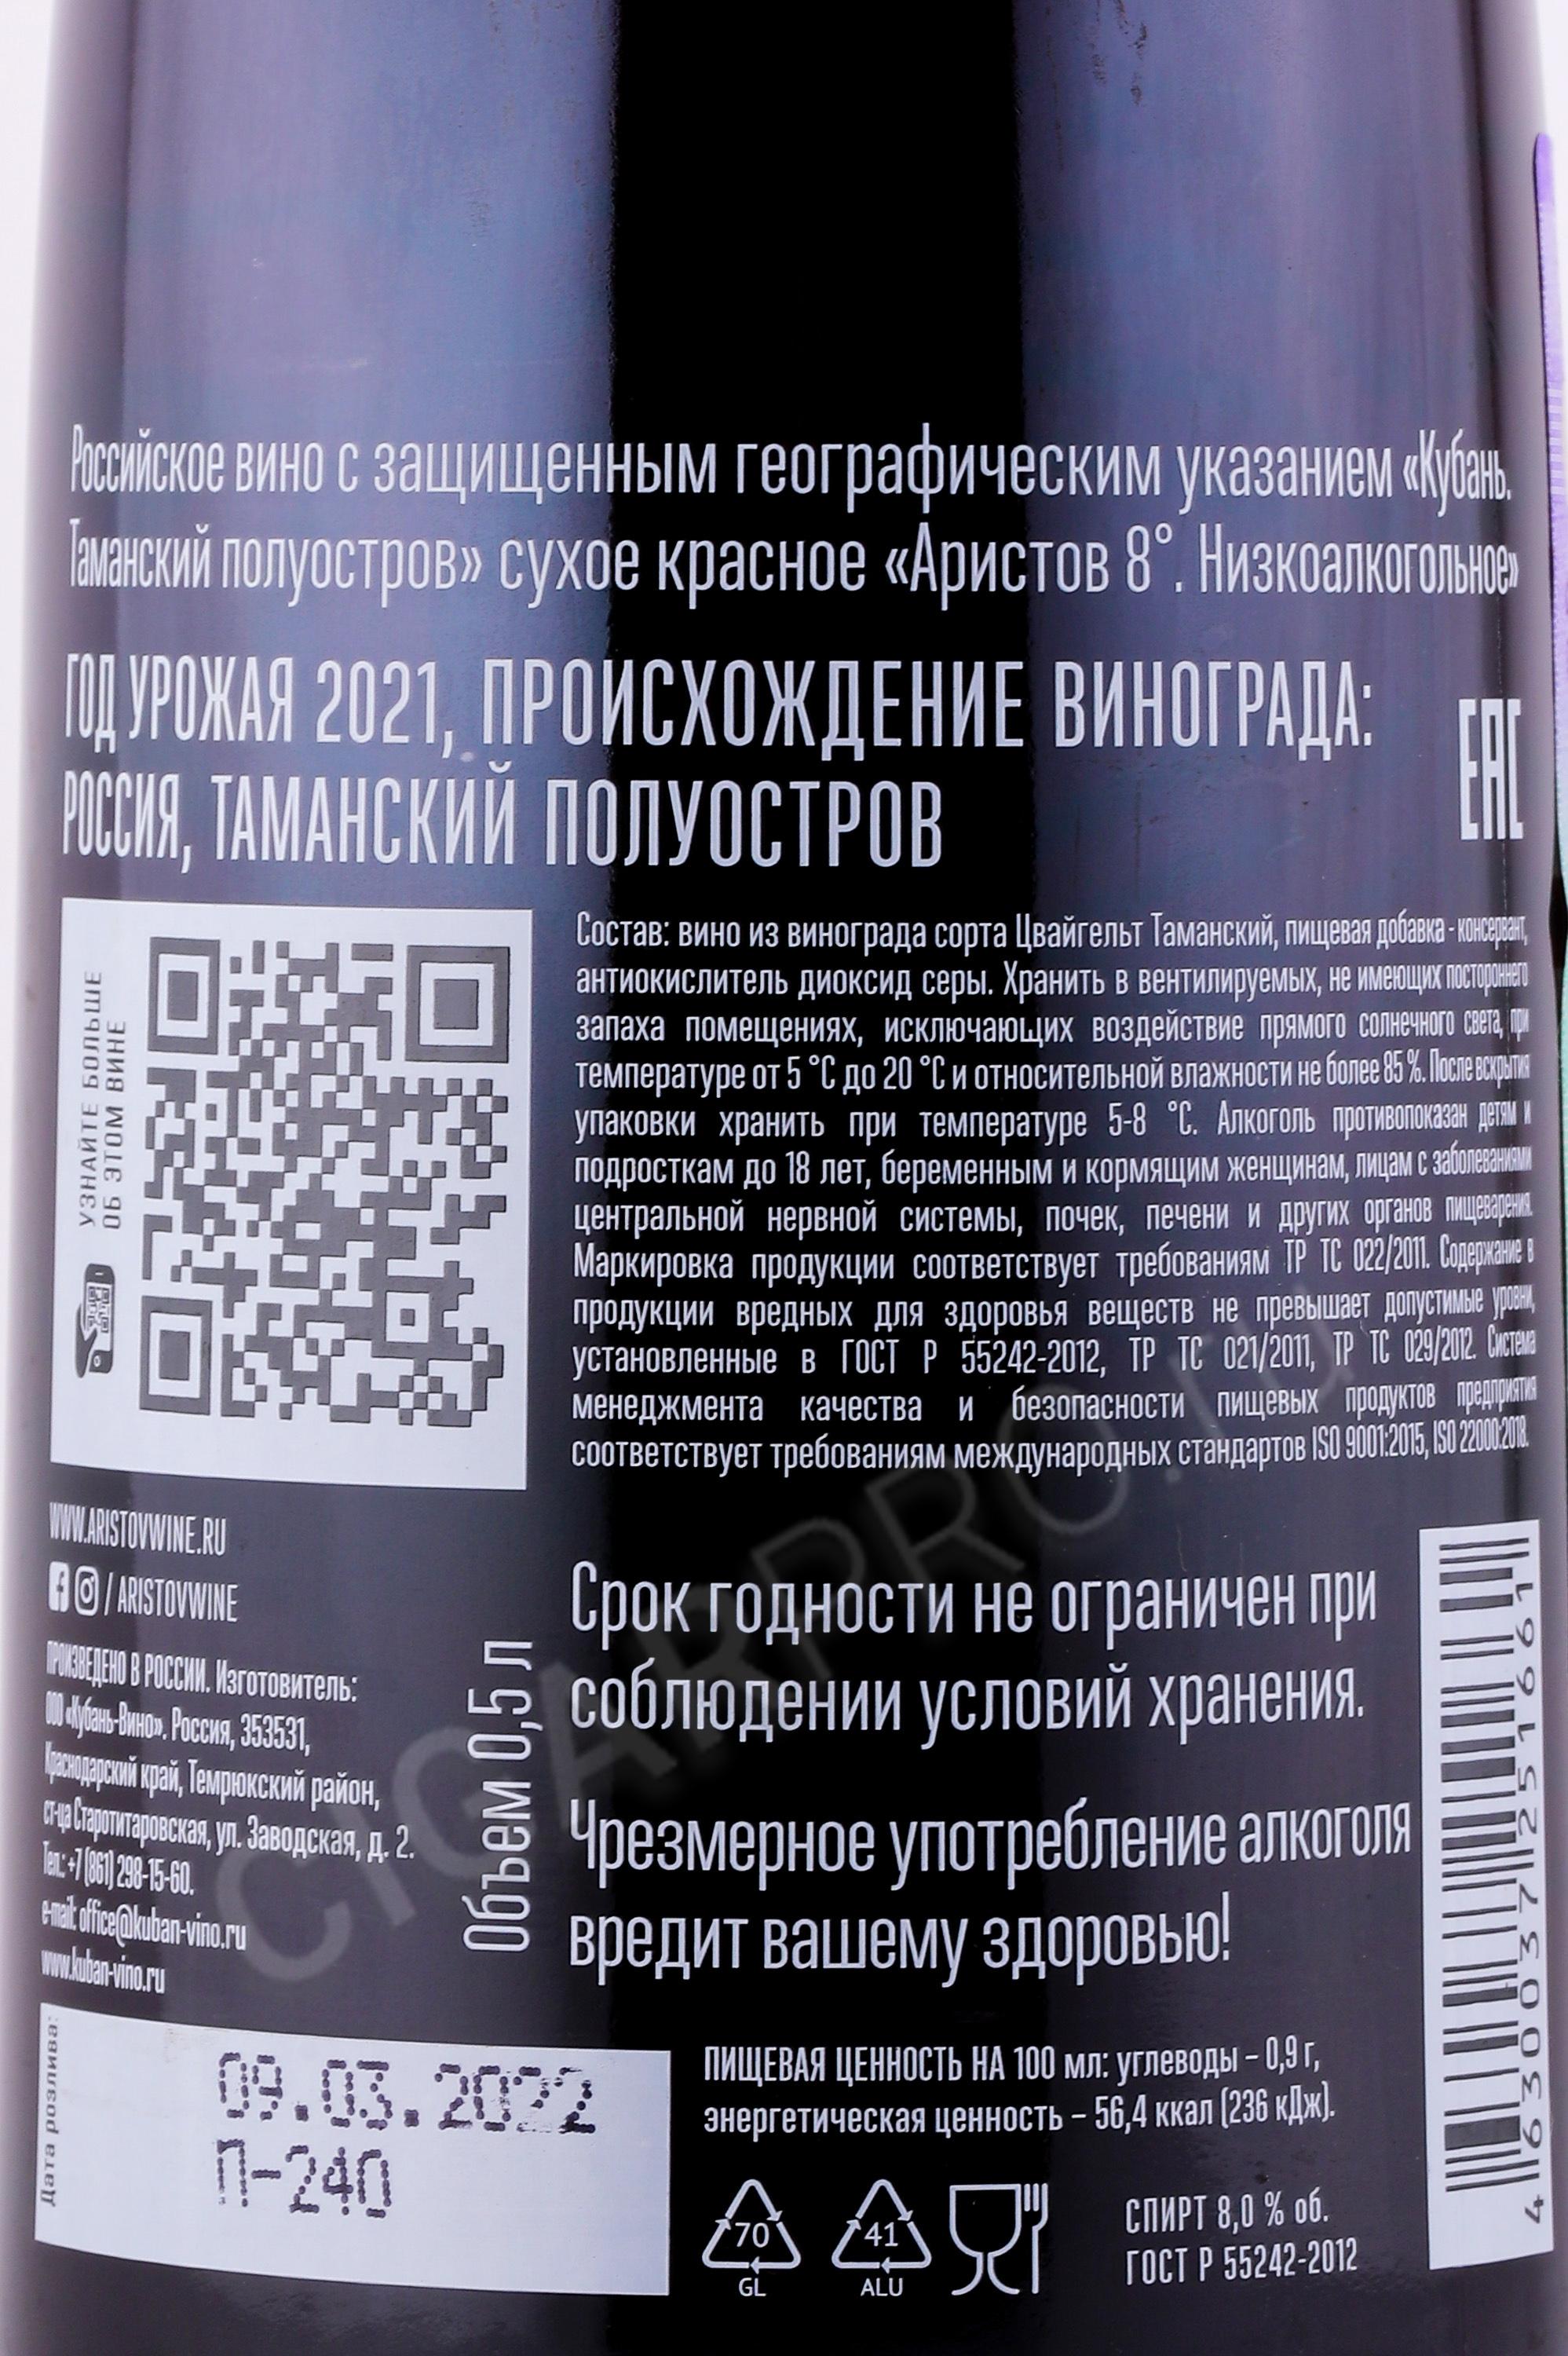 Российское вино с защищенным географическим указанием «Кубань.
Таманский полуостров» сухое красное «Аристов 8°. Низкоалкогольное»
ГОД УРОЖАЯ 2021, ПРОИСХОЖДЕНИЕ ВИНОГРАДА:
РОССИЯ, ТАМАНСКИЙ ПОЛУОСТРОВ
EAC
УЗНАЙТЕ БОЛЬШЕ
ОБ ЭТОМ ВИНЕ
Состав: вино из винограда сорта Цвайгельт Таманский, пищевая добавка - консервант,
антиокислитель диоксид серы. Хранить в вентилируемых, не имеющих постороннего
запаха помещениях, исключающих воздействие прямого солнечного света, при
температуре от 5 °С до 20 °С и относительной влажности не более 85 %. После вскрытия
упаковки хранить при температуре 5-8 °С. Алкоголь противопоказан детям и
подросткам до 18 лет, беременным и кормящим женщинам, лицам с заболеваниями
центральной нервной системы, почек, печени и других органов пищеварения.
Маркировка продукции соответствует требованиям ТР ТС 022/2011. Содержание в
продукции вредных для здоровья веществ не превышает допустимые уровни,
установленные в ГОСТ Р 55242-2012, ТР ТС 021/2011, ТР ТС 029/2012. Система
менеджмента качества и безопасности пищевых продуктов предприятия
соответствует требованиям международных стандартов ISO 9001:2015, ISO 22000:2018.
WWW.ARISTOVWINE.RU
/ ARISTOVWINE
ПРОИЗВЕДЕНО В РОССИИ. Изготовитель:
ООО «Кубань-Вино». Россия, 353531,
Краснодарский край, Темрюкский район,
ст-ца Старотитаровская, ул. Заводская, д. 2.
Тел.: +7 (861) 298-15-60.
e-mail: office@kuban-vino.ru
www.kuban-vino.ru
Объем 0,5 л
Срок годности не ограничен при
соблюдении условий хранения.
Чрезмерное употребление алкоголя
вредит вашему здоровью!
4630037251661
Дата розлива:
09.03.2022
П-240
ПИЩЕВАЯ ЦЕННОСТЬ НА 100 мл: углеводы – 0,9 г,
энергетическая ценность – 56,4 ккал (236 кДж).
70
GL
41
ALU
СПИРТ 8,0 % об.
ГОСТ Р 55242-2012
CIGARPRO.ru